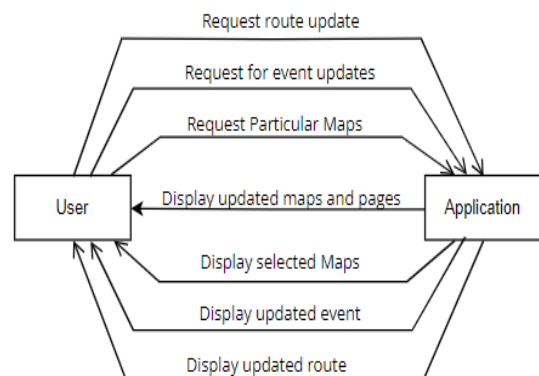 Request route update
Request for event updates
Request Particular Maps
User
Display updated maps and pages
Application
Display selected Maps
Display updated event
Display updated route